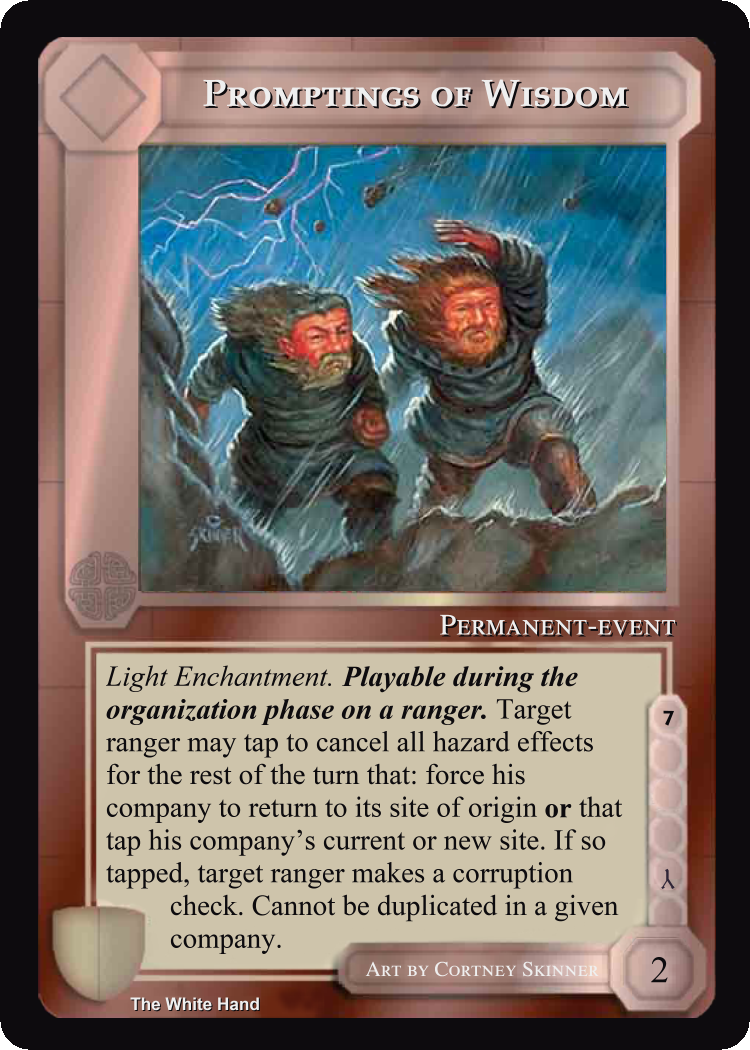 Promptings of Wisdom
Skinner
Permanent-event
Light Enchantment. Playable during the
organization phase on a ranger. Target
ranger may tap to cancel all hazard effects
for the rest of the turn that: force his
company to return to its site of origin or that
tap his company's current or new site. If so
tapped, target ranger makes a corruption
check. Cannot be duplicated in a given
company.
7
Art by Cortney Skinner
2
The White Hand